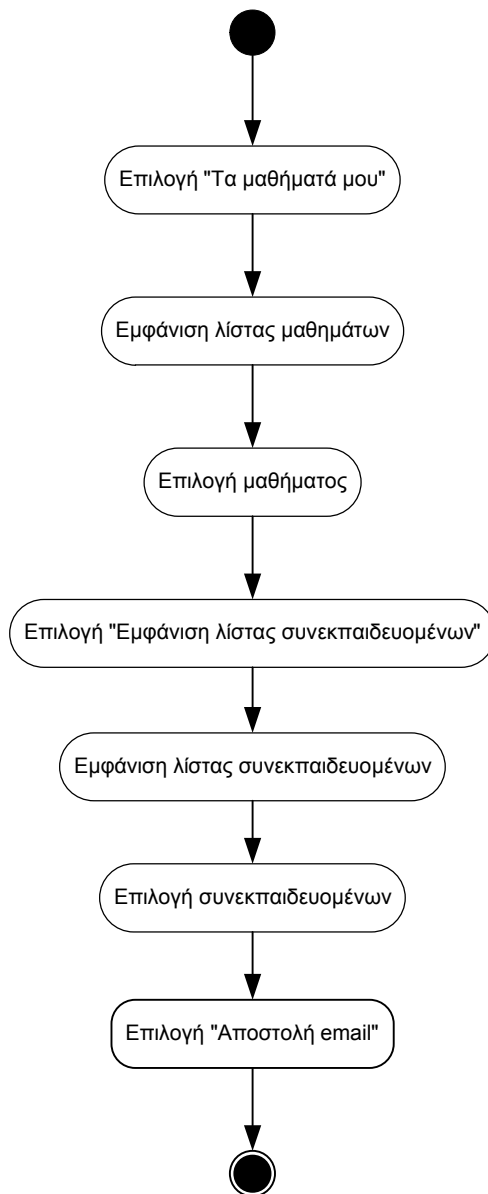 Επιλογή "Τα μαθήματά μου"
Εμφάνιση λίστας μαθημάτων
Επιλογή μαθήματος
Επιλογή "Εμφάνιση λίστας συνεκπαιδευομένων"
Εμφάνιση λίστας συνεκπαιδευομένων
Επιλογή συνεκπαιδευομένων
Επιλογή "Αποστολή email"